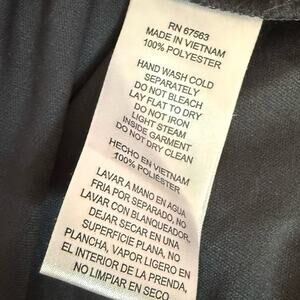 RN 67563
MADE IN VIETNAM
100% POLYESTER
HAND WASH COLD
SEPARATELY
DO NOT BLEACH
LAY FLAT TO DRY
DO NOT IRON
LIGHT STEAM
INSIDE GARMENT
DO NOT DRY CLEAN
HECHO EN VIETNAM
100% POLIÉSTER
LAVAR A MANO EN AGUA
FRIA POR SEPARADO, NO
LAVAR CON BLANQUEADOR,
DEJAR SECAR EN UNA
SUPERFICIE PLANA, NO
PLANCHA, VAPOR LIGERO EN
EL INTERIOR DE LA PRENDA,
NO LIMPIAR EN SECO